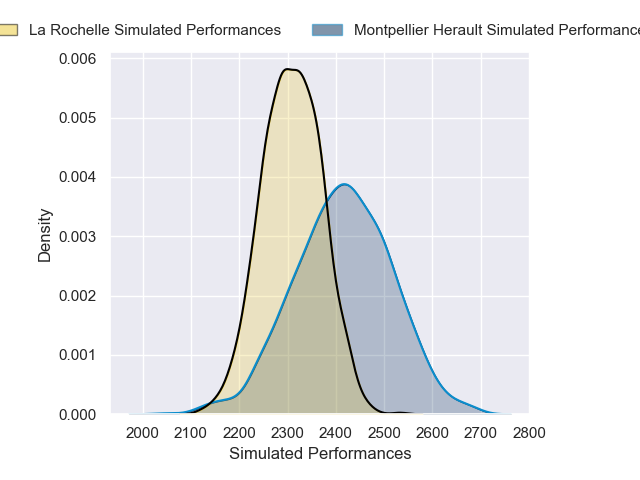 La Rochelle Simulated Performances Montpellier Herault Simulated Performanc
0.006
0.005
0.004
0.003
0.002
0.001
0.000
Density
2000 2100 2200 2300 2400 2500 2600 2700 2800
Simulated Performances